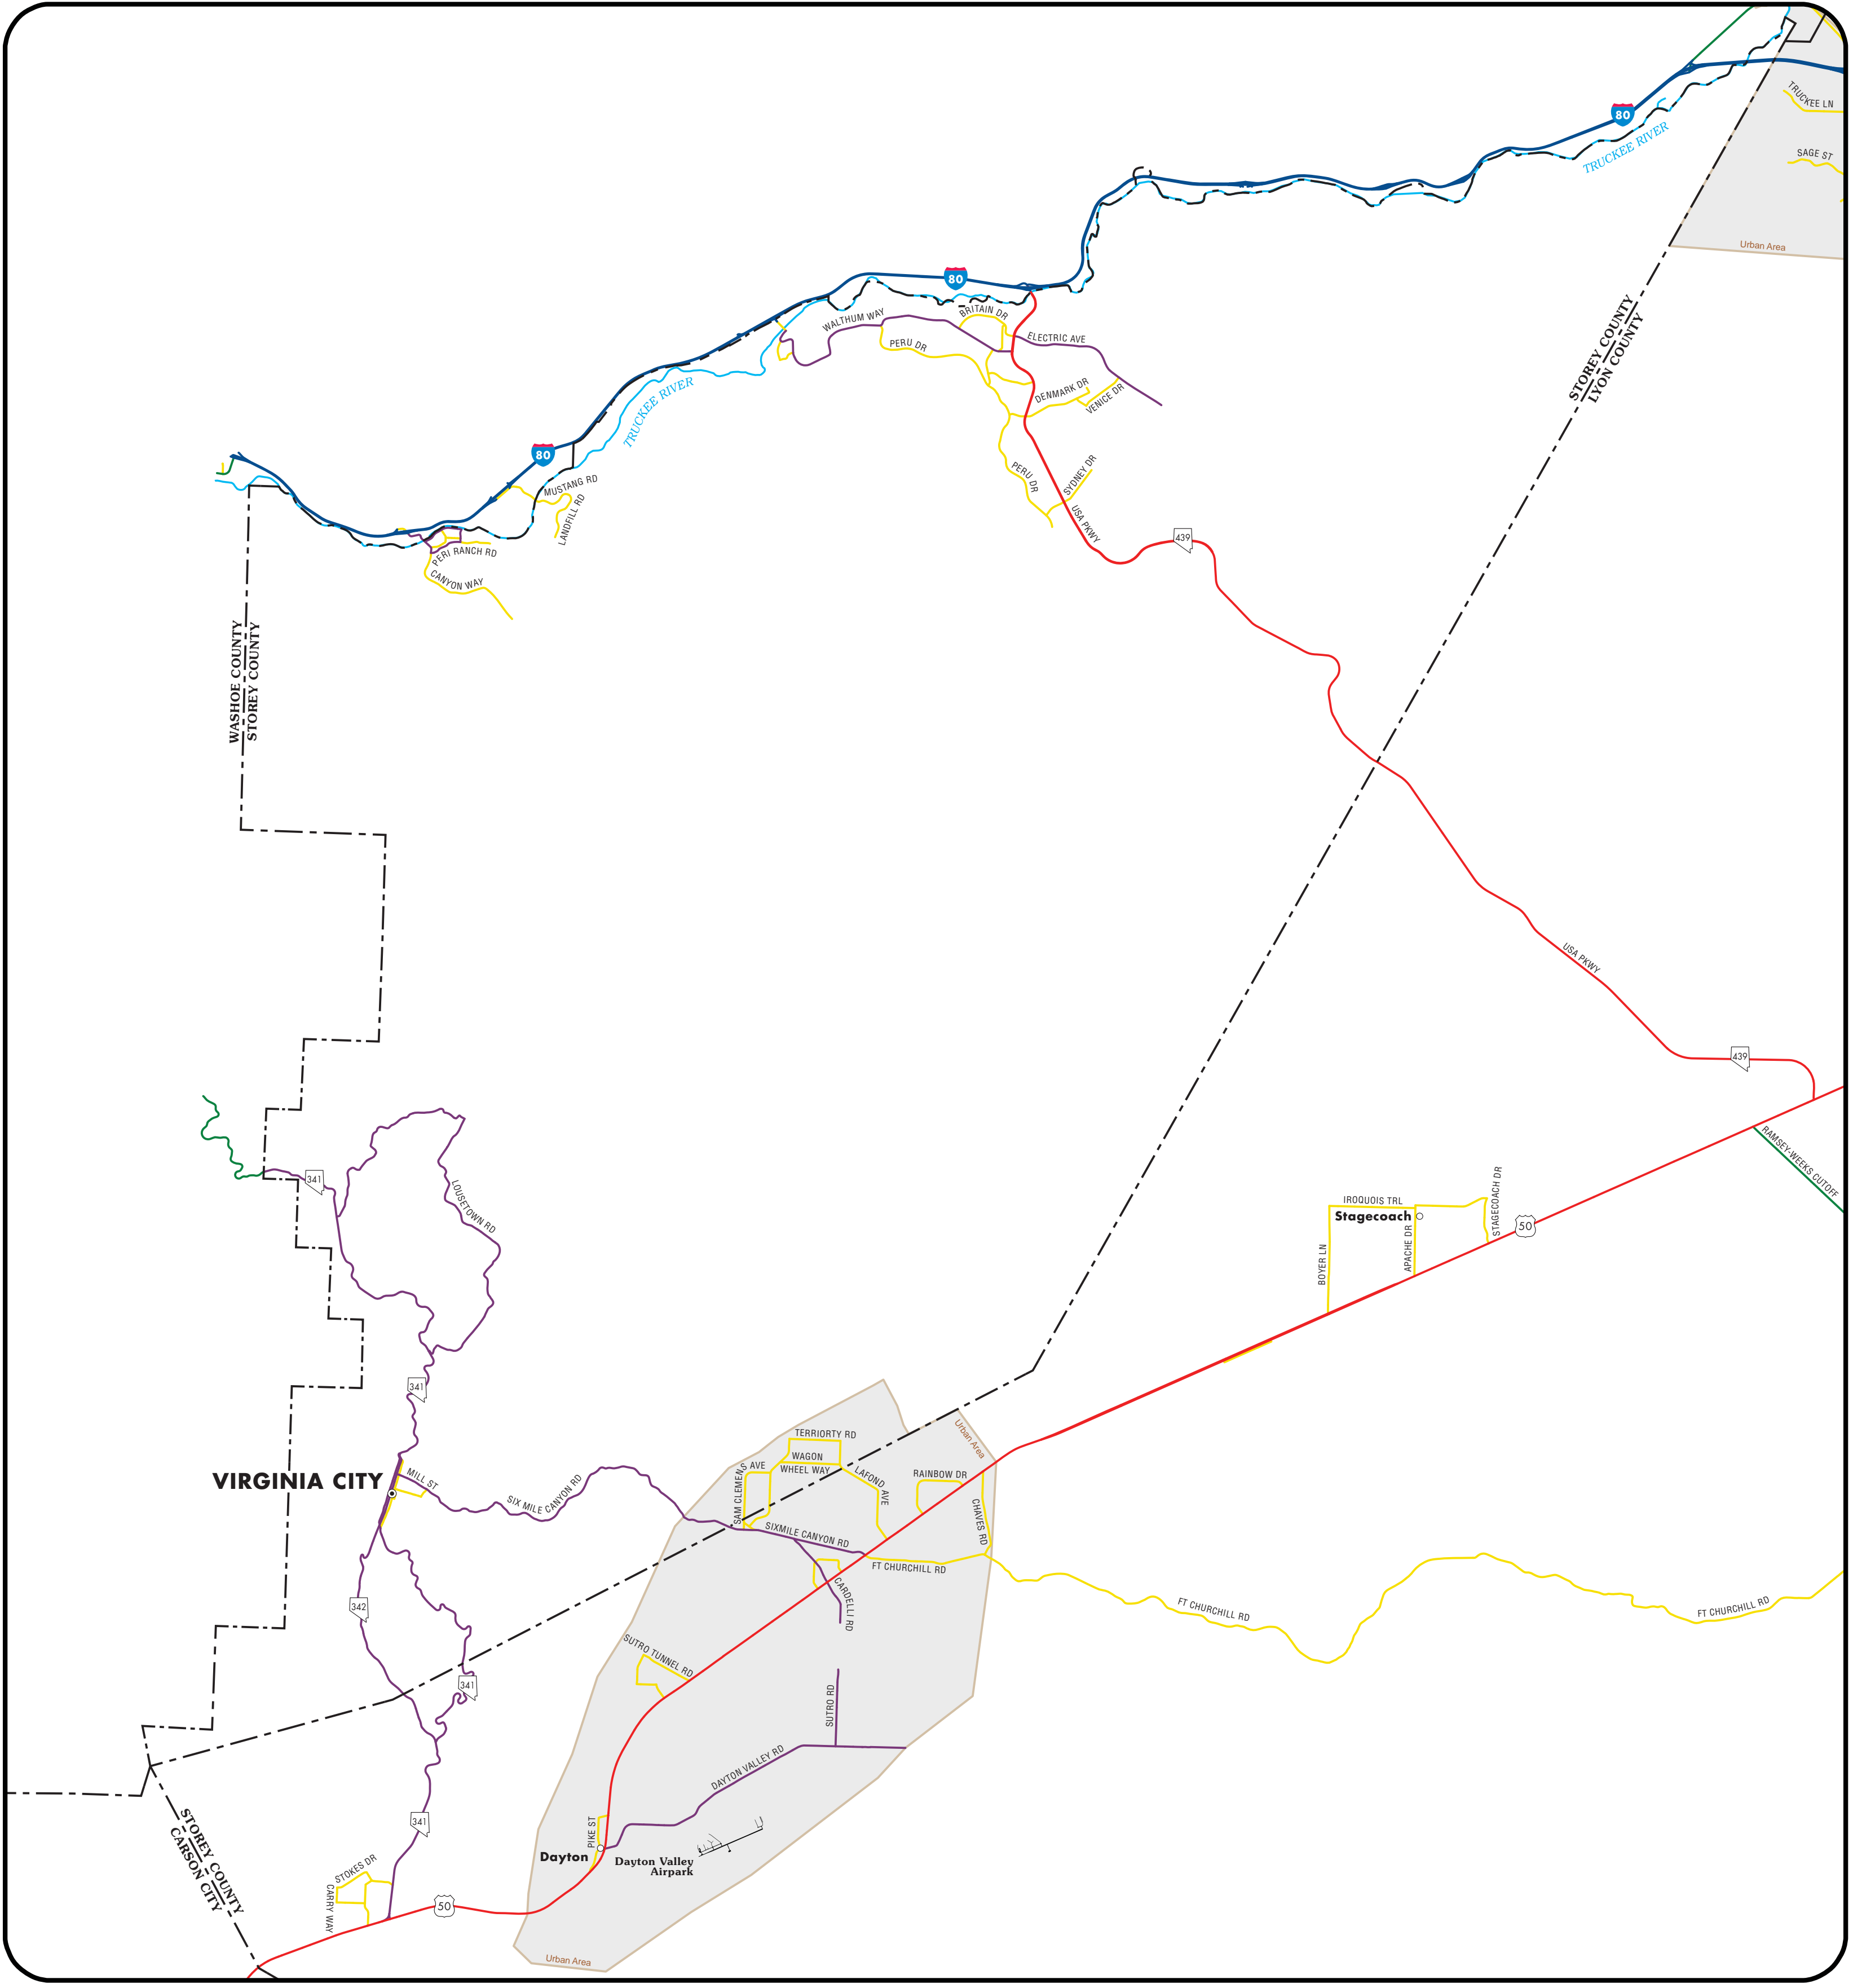 TRUCKEE LN
80
TRUCKEE RIVER
SAGE ST
Urban Area
80
STOREY COUNTY
LYON COUNTY
BRITAIN DR
WALTHUM WAY
ELECTRIC AVE
PERU DR
TRUCKEE RIVER
DENMARK DR
VENICE DR
80
MUSTANG RD
LANDFILL RD
PERU DR
SYDNEY DR
USA PKWY
439
PERI RANCH RD
CANYON WAY
WASHOE COUNTY
STOREY COUNTY
USA PKWY
439
RAMSEY-WEEKS CUTOFF
341
LOUSETOWN RD
IROQUOIS TRL
Stagecoach
STAGECOACH DR
50
BOYER LN
APACHE DR
341
Urban Area
TERRIORTY RD
WAGON
WHEEL WAY
SAM CLEMENS AVE
LAFOND AVE
RAINBOW DR
CHAVES RD
VIRGINIA CITY
MILL ST
SIX MILE CANYON RD
SIXMILE CANYON RD
FT CHURCHILL RD
CARDELLI RD
FT CHURCHILL RD
FT CHURCHILL RD
342
SUTRO TUNNEL RD
341
SUTRO RD
DAYTON VALLEY RD
341
STOREY COUNTY
CARSON CITY
PIKE ST
Dayton
Dayton Valley
Airpark
STOKES DR
CARRY WAY
50
Urban Area